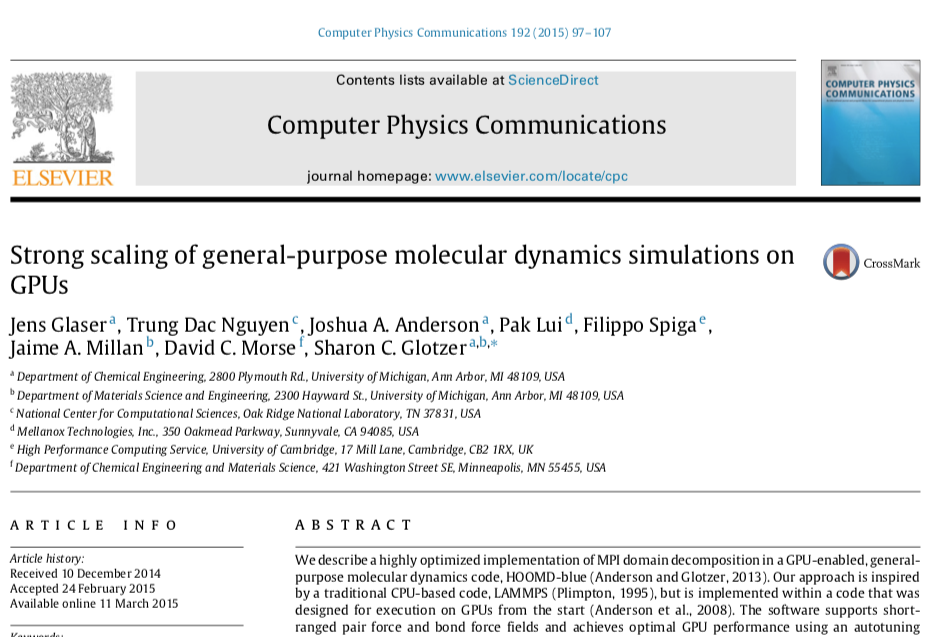 Computer Physics Communications 192 (2015) 97–107
Contents lists available at ScienceDirect
Computer Physics Communications
journal homepage: www.elsevier.com/locate/cpc
ELSEVIER
COMPUTER PHYSICS
COMMUNICATIONS
Strong scaling of general-purpose molecular dynamics simulations on
GPUs
CrossMark
Jens Glaser a, Trung Dac Nguyen c, Joshua A. Anderson a, Pak Lui d, Filippo Spiga e,
Jaime A. Millan b, David C. Morse f, Sharon C. Glotzer a,b,*
a Department of Chemical Engineering, 2800 Plymouth Rd., University of Michigan, Ann Arbor, MI 48109, USA
b Department of Materials Science and Engineering, 2300 Hayward St., University of Michigan, Ann Arbor, MI 48109, USA
c National Center for Computational Sciences, Oak Ridge National Laboratory, TN 37831, USA
d Mellanox Technologies, Inc., 350 Oakmead Parkway, Sunnyvale, CA 94085, USA
e High Performance Computing Service, University of Cambridge, 17 Mill Lane, Cambridge, CB2 1RX, UK
f Department of Chemical Engineering and Materials Science, 421 Washington Street SE, Minneapolis, MN 55455, USA
ARTICLE INFO
Article history:
Received 10 December 2014
Accepted 24 February 2015
Available online 11 March 2015
ABSTRACT
We describe a highly optimized implementation of MPI domain decomposition in a GPU-enabled, general-
purpose molecular dynamics code, HOOMD-blue (Anderson and Glotzer, 2013). Our approach is inspired
by a traditional CPU-based code, LAMMPS (Plimpton, 1995), but is implemented within a code that was
designed for execution on GPUs from the start (Anderson et al., 2008). The software supports short-
ranged pair force and bond force fields and achieves optimal GPU performance using an autotuning